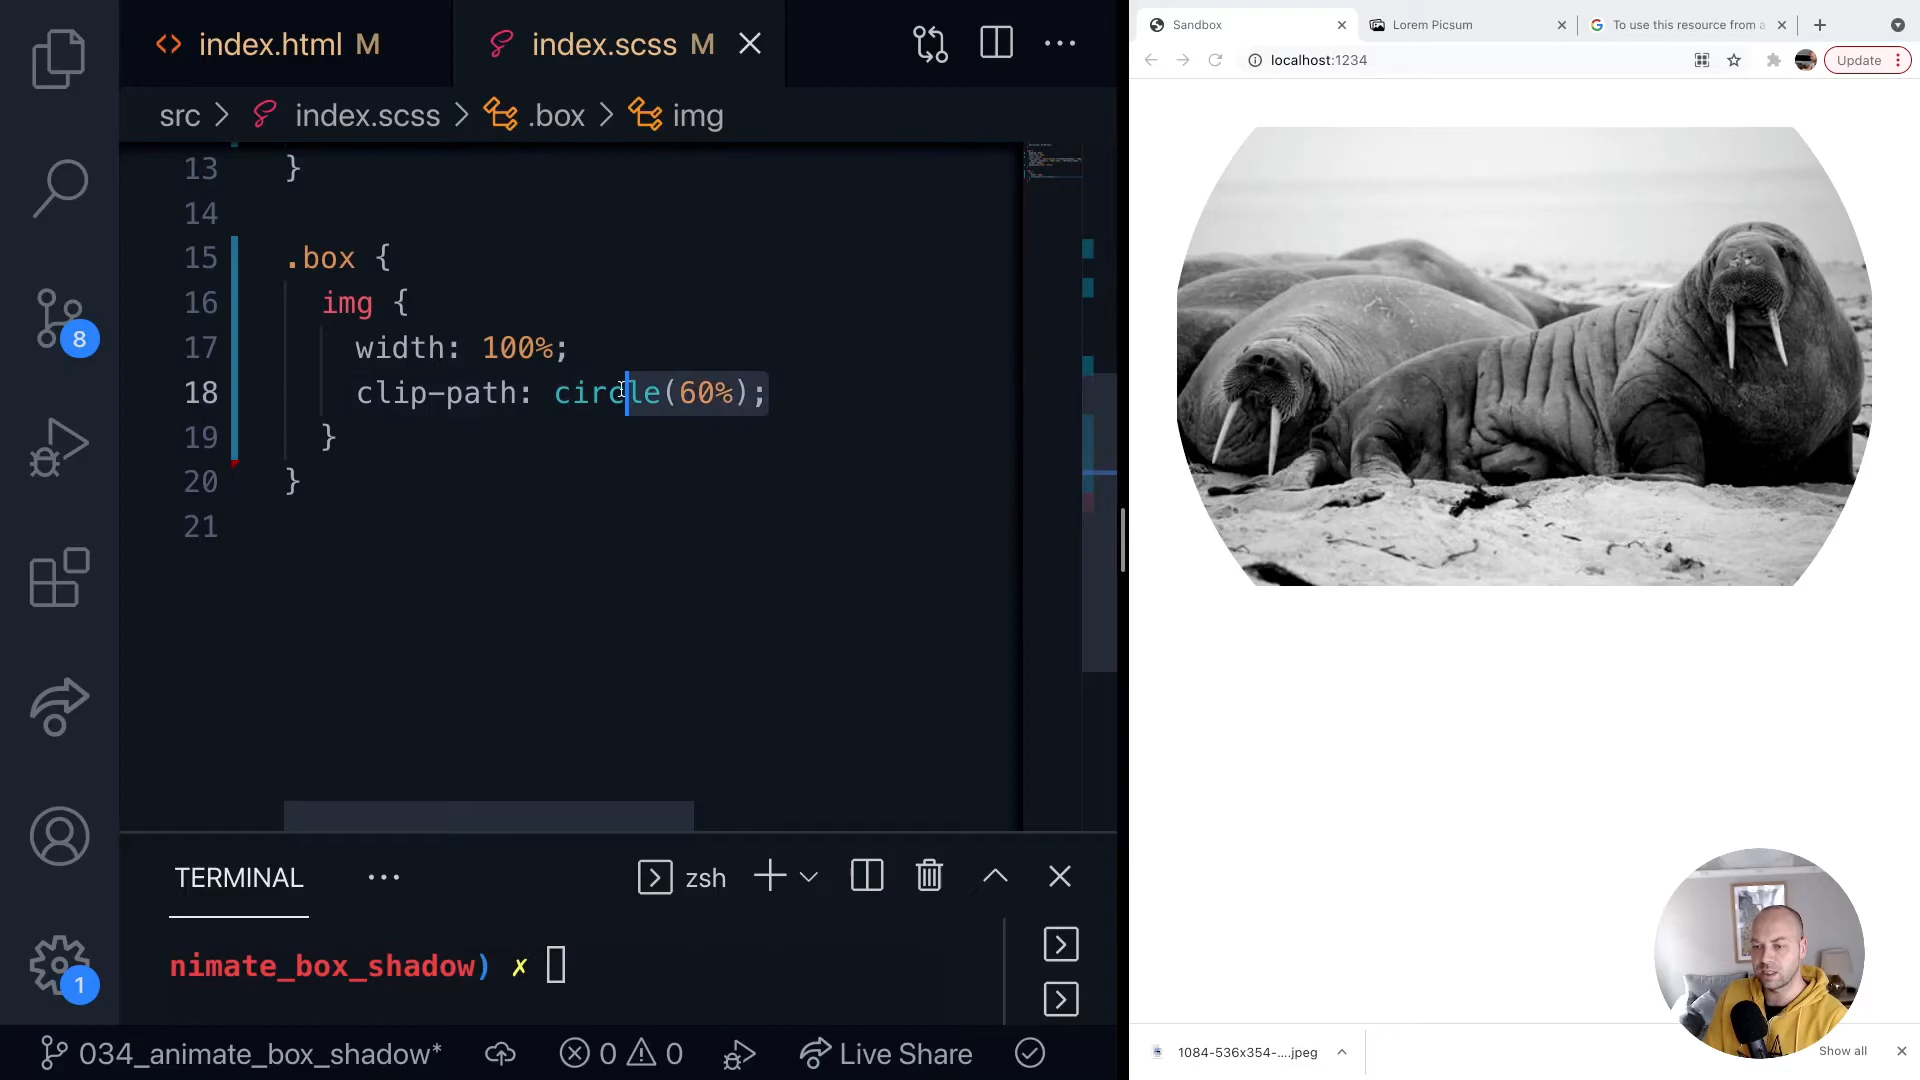 index.html M
index.scss M
src > index.scss > .box > img
13 }
14
15 .box {
16 img {
17 width: 100%;
18 clip-path: circle(60%);
19 }
20 }
21
8
1
TERMINAL ...
zsh
nimate_box_shadow) ✗
034_animate_box_shadow*
0
0
Live Share
Sandbox
Lorem Picsum
To use this resource from a
localhost:1234
Update
1084-536x354-....jpeg
Show all